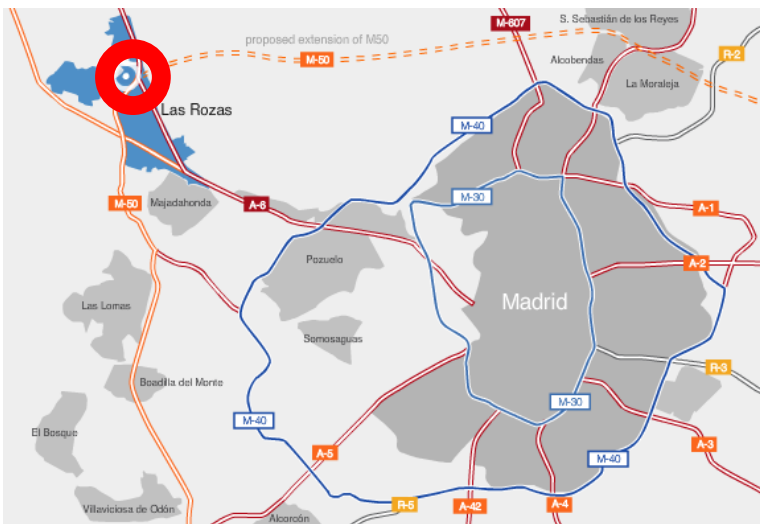 M-607
S. Sebastián de los Reyes
proposed extension of M50
R-2
M-50
Alcobendas
La Moraleja
Las Rozas
M-40
M-30
M-50
Majadahonda
A-6
A-1
Pozuelo
A-2
Las Lomas
Madrid
Somosaguas
R-3
Boadilla del Monte
M-30
M-40
El Bosque
A-3
A-5
M-40
Villaviciosa de Odón
R-5
A-42
A-4
Alcorcón